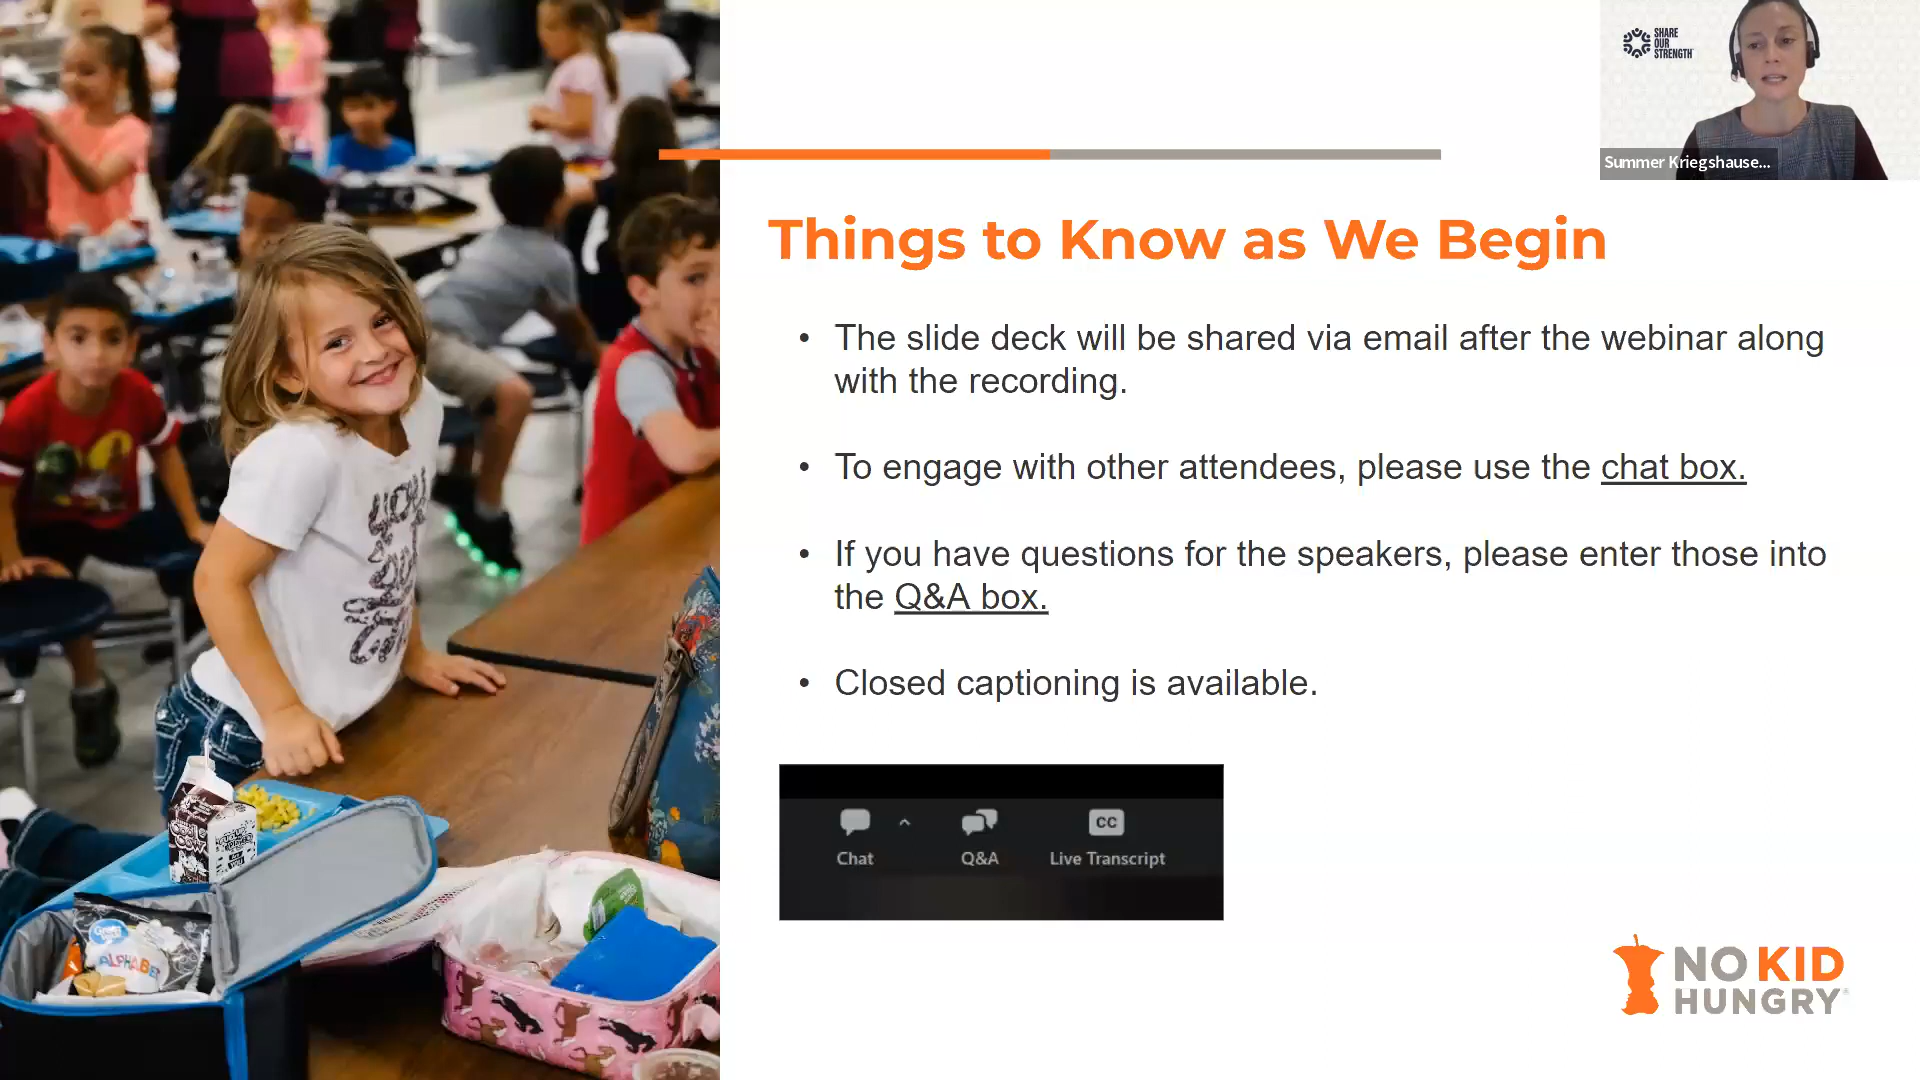 SHARE
OUR
STRENGTH
Summer Kriegshause...
Things to Know as We Begin
• The slide deck will be shared via email after the webinar along
with the recording.
• To engage with other attendees, please use the chat box.
• If you have questions for the speakers, please enter those into
the Q&A box.
• Closed captioning is available.
CC
Chat
Q&A
Live Transcript
NO KID
HUNGRY
Great Value
ALPHABET